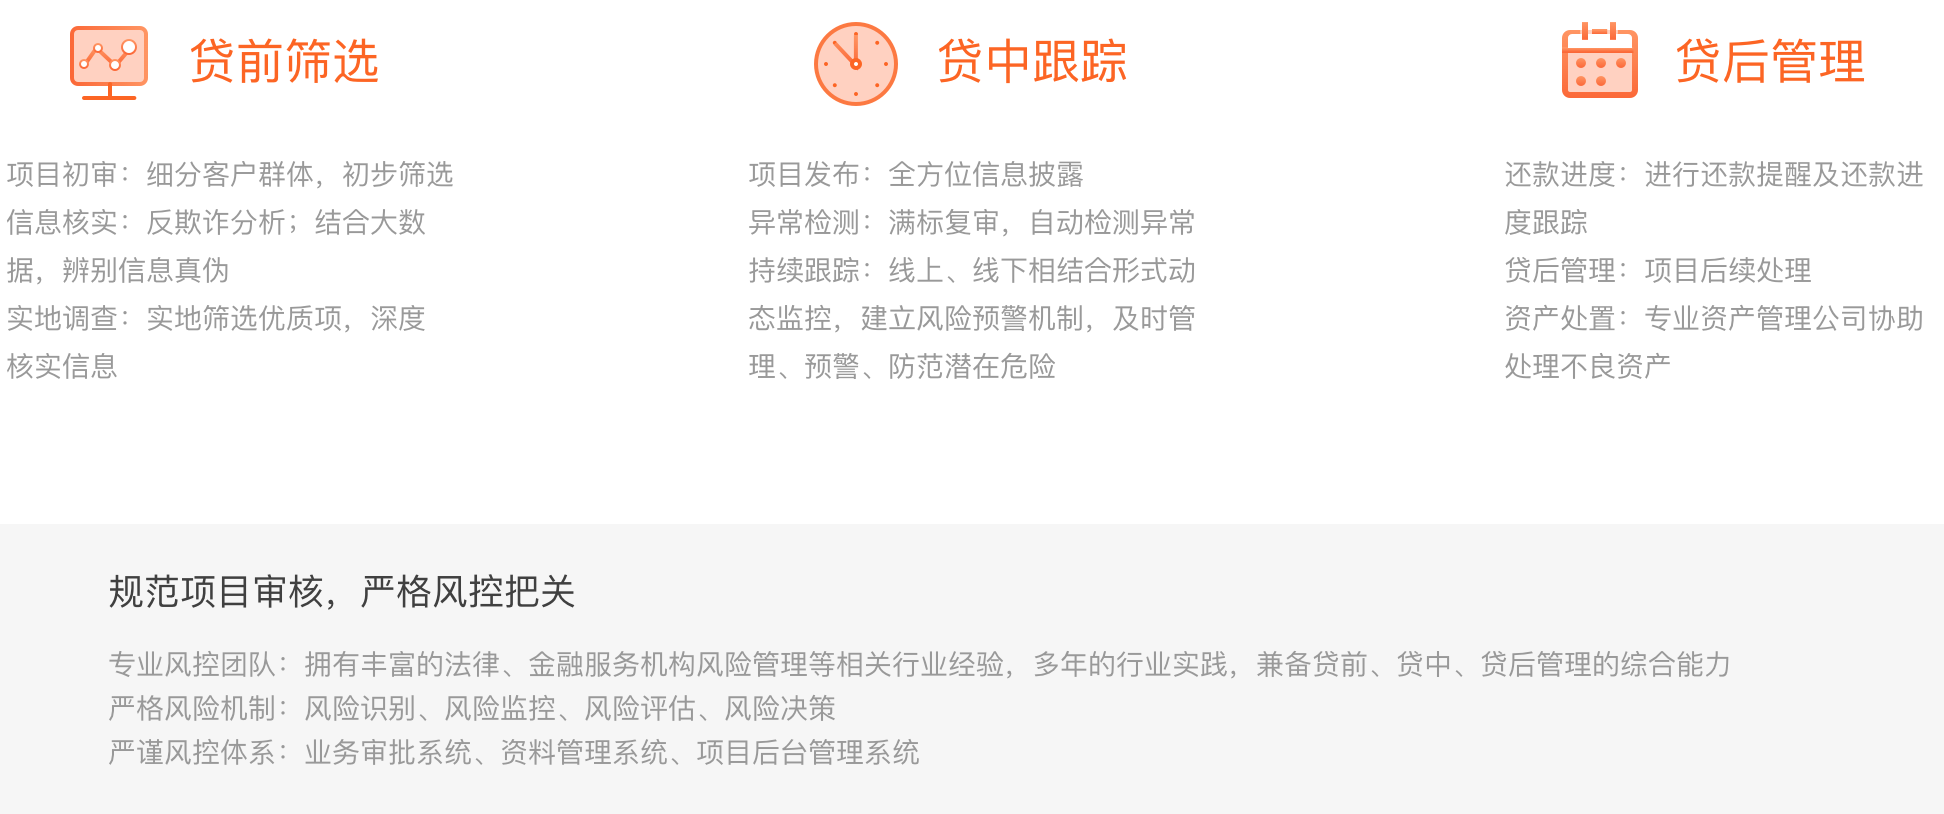 贷前筛选
项目初审：细分客户群体，初步筛选
信息核实：反欺诈分析；结合大数
据，辨别信息真伪
实地调查：实地筛选优质项，深度
核实信息
贷中跟踪
项目发布：全方位信息披露
异常检测：满标复审，自动检测异常
持续跟踪：线上、线下相结合形式动
态监控，建立风险预警机制，及时管
理、预警、防范潜在危险
贷后管理
还款进度：进行还款提醒及还款进
度跟踪
贷后管理：项目后续处理
资产处置：专业资产管理公司协助
处理不良资产
规范项目审核，严格风控把关
专业风控团队：拥有丰富的法律、金融服务机构风险管理等相关行业经验，多年的行业实践，兼备贷前、贷中、贷后管理的综合能力
严格风险机制：风险识别、风险监控、风险评估、风险决策
严谨风控体系：业务审批系统、资料管理系统、项目后台管理系统